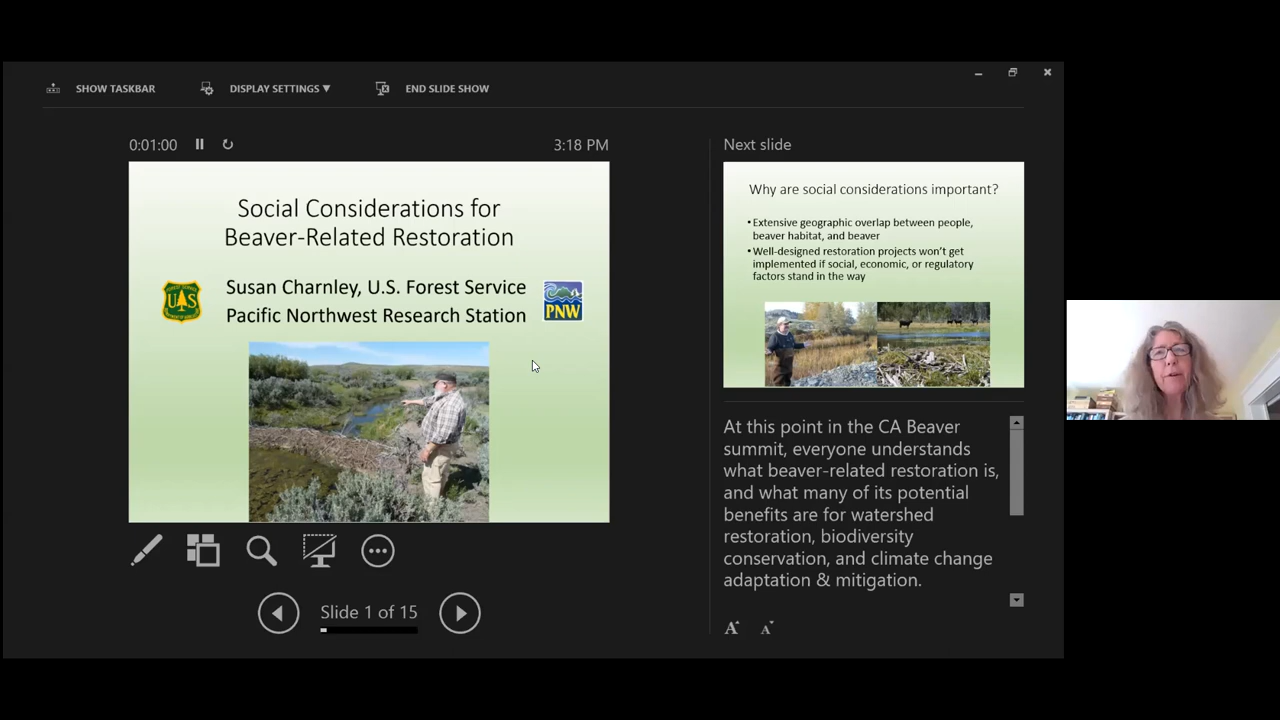 SHOW TASKBAR
DISPLAY SETTINGS ▼
END SLIDE SHOW
0:01:00
3:18 PM
Social Considerations for
Beaver-Related Restoration
Susan Charnley, U.S. Forest Service
Pacific Northwest Research Station
FOREST SERVICE
U S
PNW
Slide 1 of 15
Next slide
Why are social considerations important?
• Extensive geographic overlap between people,
beaver habitat, and beaver
• Well-designed restoration projects won't get
implemented if social, economic, or regulatory
factors stand in the way
At this point in the CA Beaver
summit, everyone understands
what beaver-related restoration is,
and what many of its potential
benefits are for watershed
restoration, biodiversity
conservation, and climate change
adaptation & mitigation.
A
A